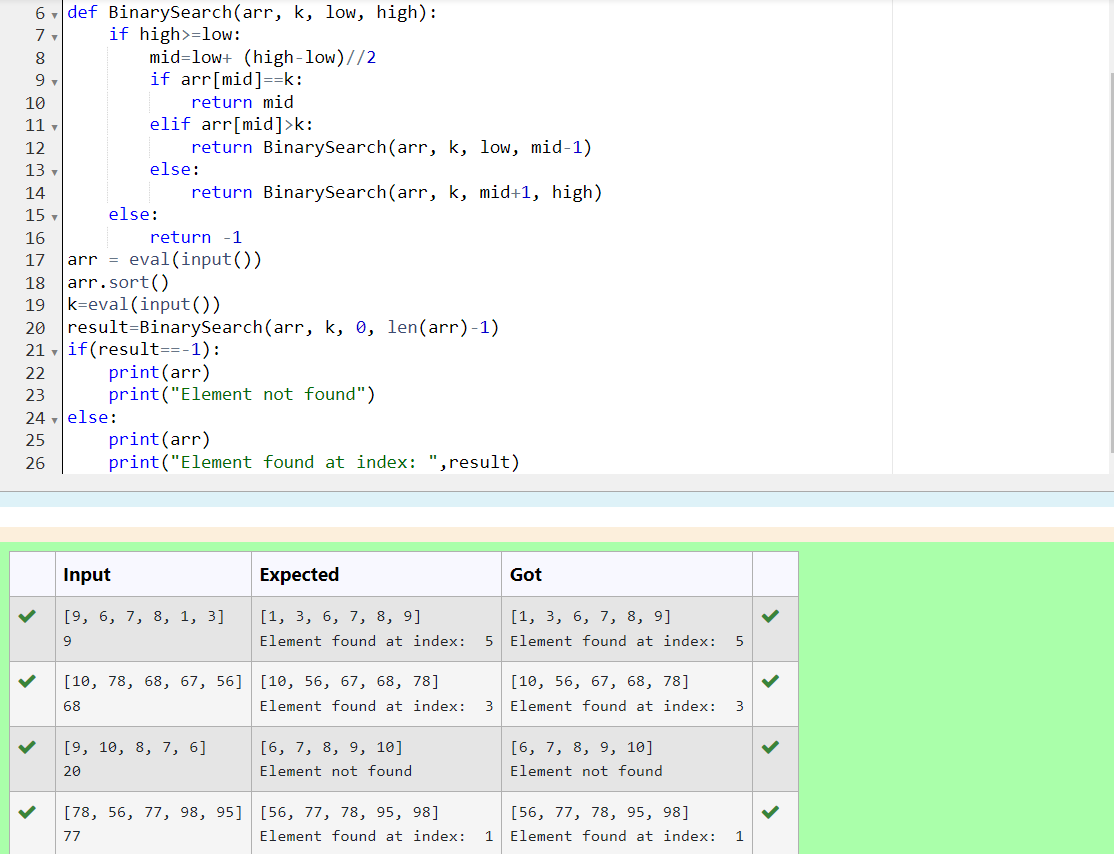 6 def BinarySearch(arr, k, low, high):
7     if high>=low:
8         mid=low+ (high-low)//2
9         if arr[mid]==k:
10             return mid
11         elif arr[mid]>k:
12             return BinarySearch(arr, k, low, mid-1)
13         else:
14             return BinarySearch(arr, k, mid+1, high)
15     else:
16         return -1
17 arr = eval(input())
18 arr.sort()
19 k=eval(input())
20 result=BinarySearch(arr, k, 0, len(arr)-1)
21 if(result==-1):
22     print(arr)
23     print("Element not found")
24 else:
25     print(arr)
26     print("Element found at index: ",result)
Input Expected Got
[9, 6, 7, 8, 1, 3] [1, 3, 6, 7, 8, 9] [1, 3, 6, 7, 8, 9]
9 Element found at index:  5 Element found at index:  5
[10, 78, 68, 67, 56] [10, 56, 67, 68, 78] [10, 56, 67, 68, 78]
68 Element found at index:  3 Element found at index:  3
[9, 10, 8, 7, 6] [6, 7, 8, 9, 10] [6, 7, 8, 9, 10]
20 Element not found Element not found
[78, 56, 77, 98, 95] [56, 77, 78, 95, 98] [56, 77, 78, 95, 98]
77 Element found at index:  1 Element found at index:  1